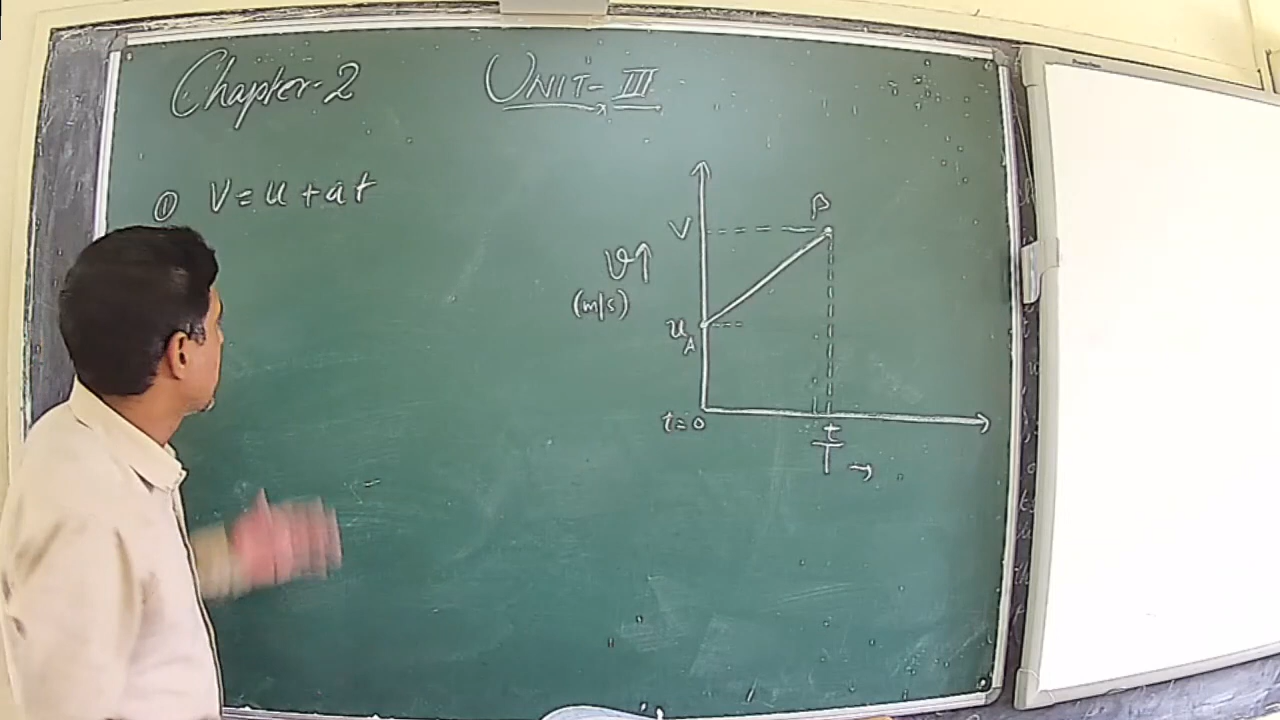 Chapter-2
UNIT-III
① V = u + at
B
V
v↑
(m/s)
u
A
t=0
t
T →